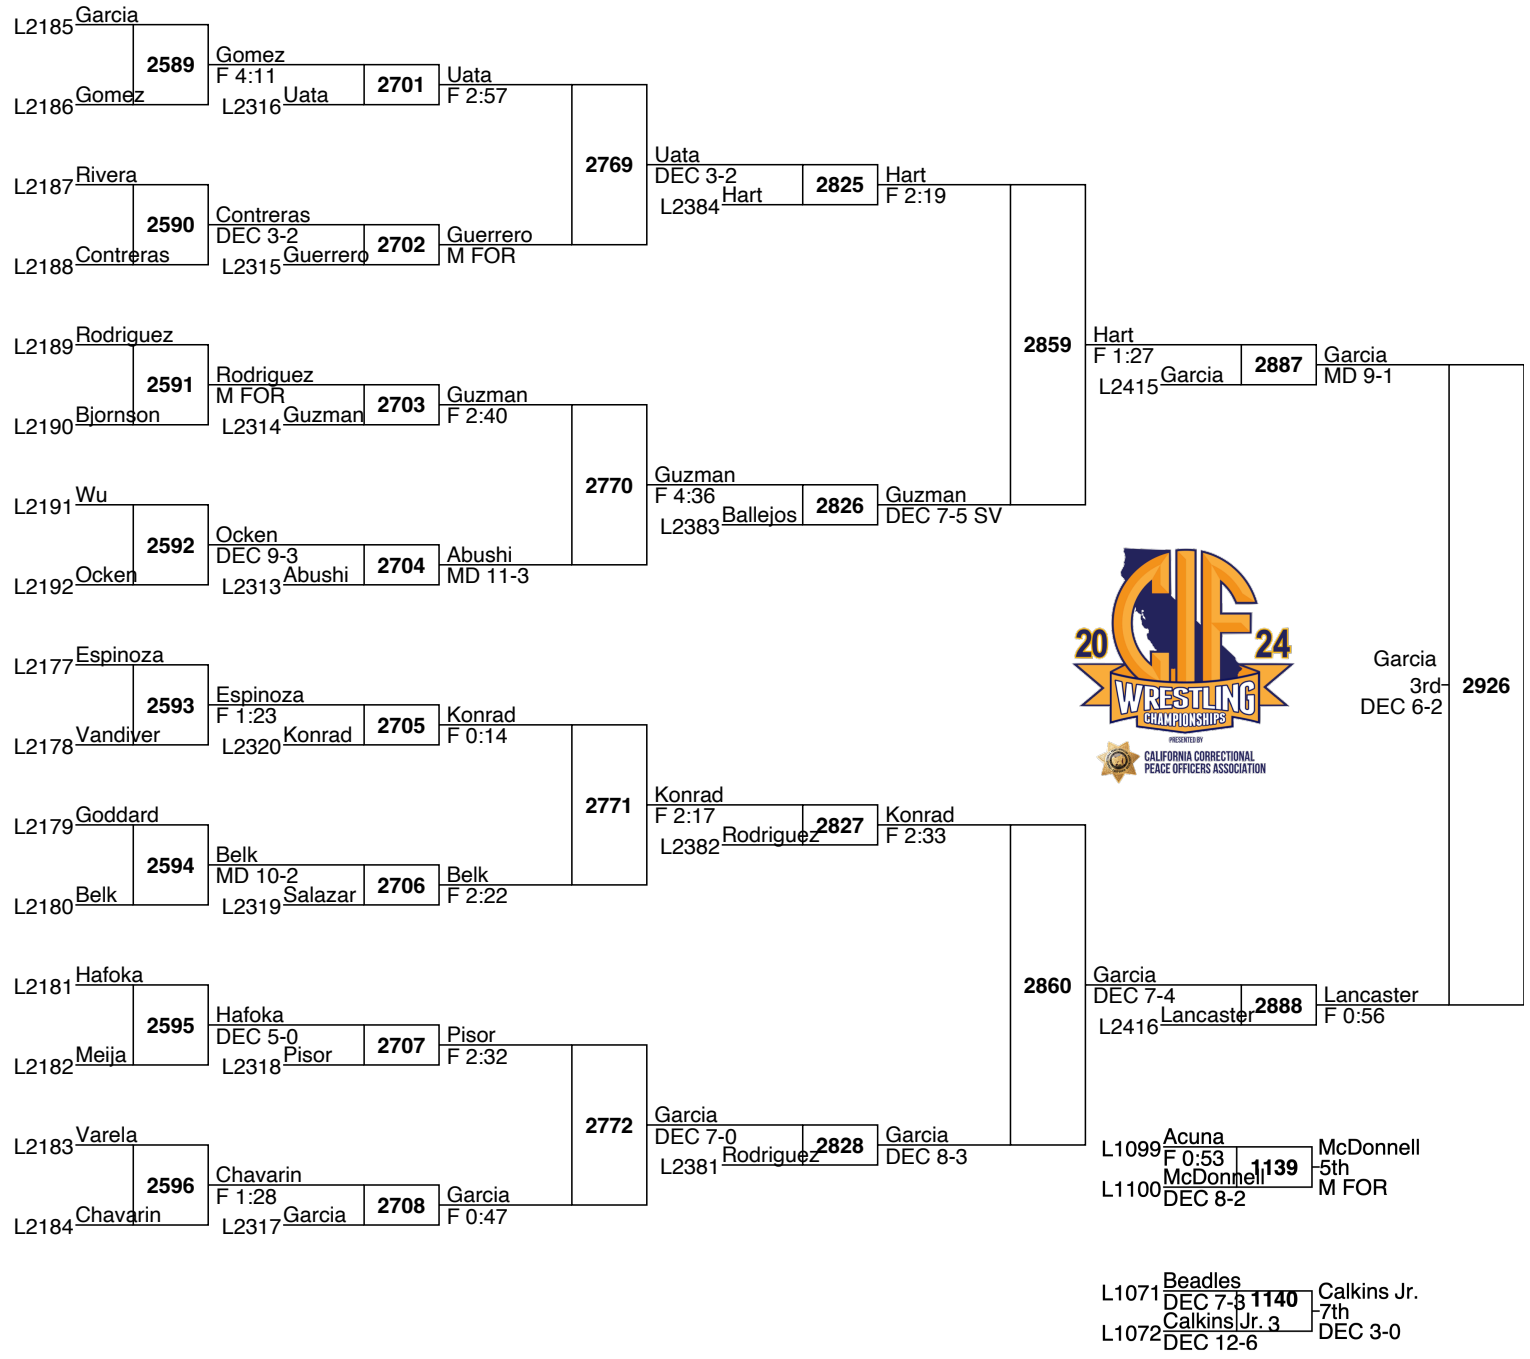 L2185 Garcia
2589
L2186 Gomez
Gomez
F 4:11
L2316 Uata
2701
Uata
F 2:57
L2187 Rivera
2590
L2188 Contreras
Contreras
DEC 3-2
L2315 Guerrero
2702
Guerrero
M FOR
2769
Uata
DEC 3-2
L2384 Hart
2825
Hart
F 2:19
L2189 Rodriguez
2591
L2190 Bjornson
Rodriguez
M FOR
L2314 Guzman
2703
Guzman
F 2:40
L2191 Wu
2592
L2192 Ocken
Ocken
DEC 9-3
L2313 Abushi
2704
Abushi
MD 11-3
2770
Guzman
F 4:36
L2383 Ballejos
2826
Guzman
DEC 7-5 SV
2859
Hart
F 1:27
L2415 Garcia
2887
Garcia
MD 9-1
L2177 Espinoza
2593
L2178 Vandiver
Espinoza
F 1:23
L2320 Konrad
2705
Konrad
F 0:14
L2179 Goddard
2594
L2180 Belk
Belk
MD 10-2
L2319 Salazar
2706
Belk
F 2:22
2771
Konrad
F 2:17
L2382 Rodriguez
2827
Konrad
F 2:33
L2181 Hafoka
2595
L2182 Meija
Hafoka
DEC 5-0
L2318 Pisor
2707
Pisor
F 2:32
L2183 Varela
2596
L2184 Chavarin
Chavarin
F 1:28
L2317 Garcia
2708
Garcia
F 0:47
2772
Garcia
DEC 7-0
L2381 Rodriguez
2828
Garcia
DEC 8-3
2860
Garcia
DEC 7-4
L2416 Lancaster
2888
Lancaster
F 0:56
Garcia
3rd
DEC 6-2
2926
20 CIF 24
WRESTLING
CHAMPIONSHIPS
PRESENTED BY
CALIFORNIA CORRECTIONAL
PEACE OFFICERS ASSOCIATION
L1099 Acuna
F 0:53
L1100 McDonnell
DEC 8-2
1139
McDonnell
5th
M FOR
L1071 Beadles
DEC 7-3
L1072 Calkins Jr. 3
DEC 12-6
1140
Calkins Jr.
7th
DEC 3-0